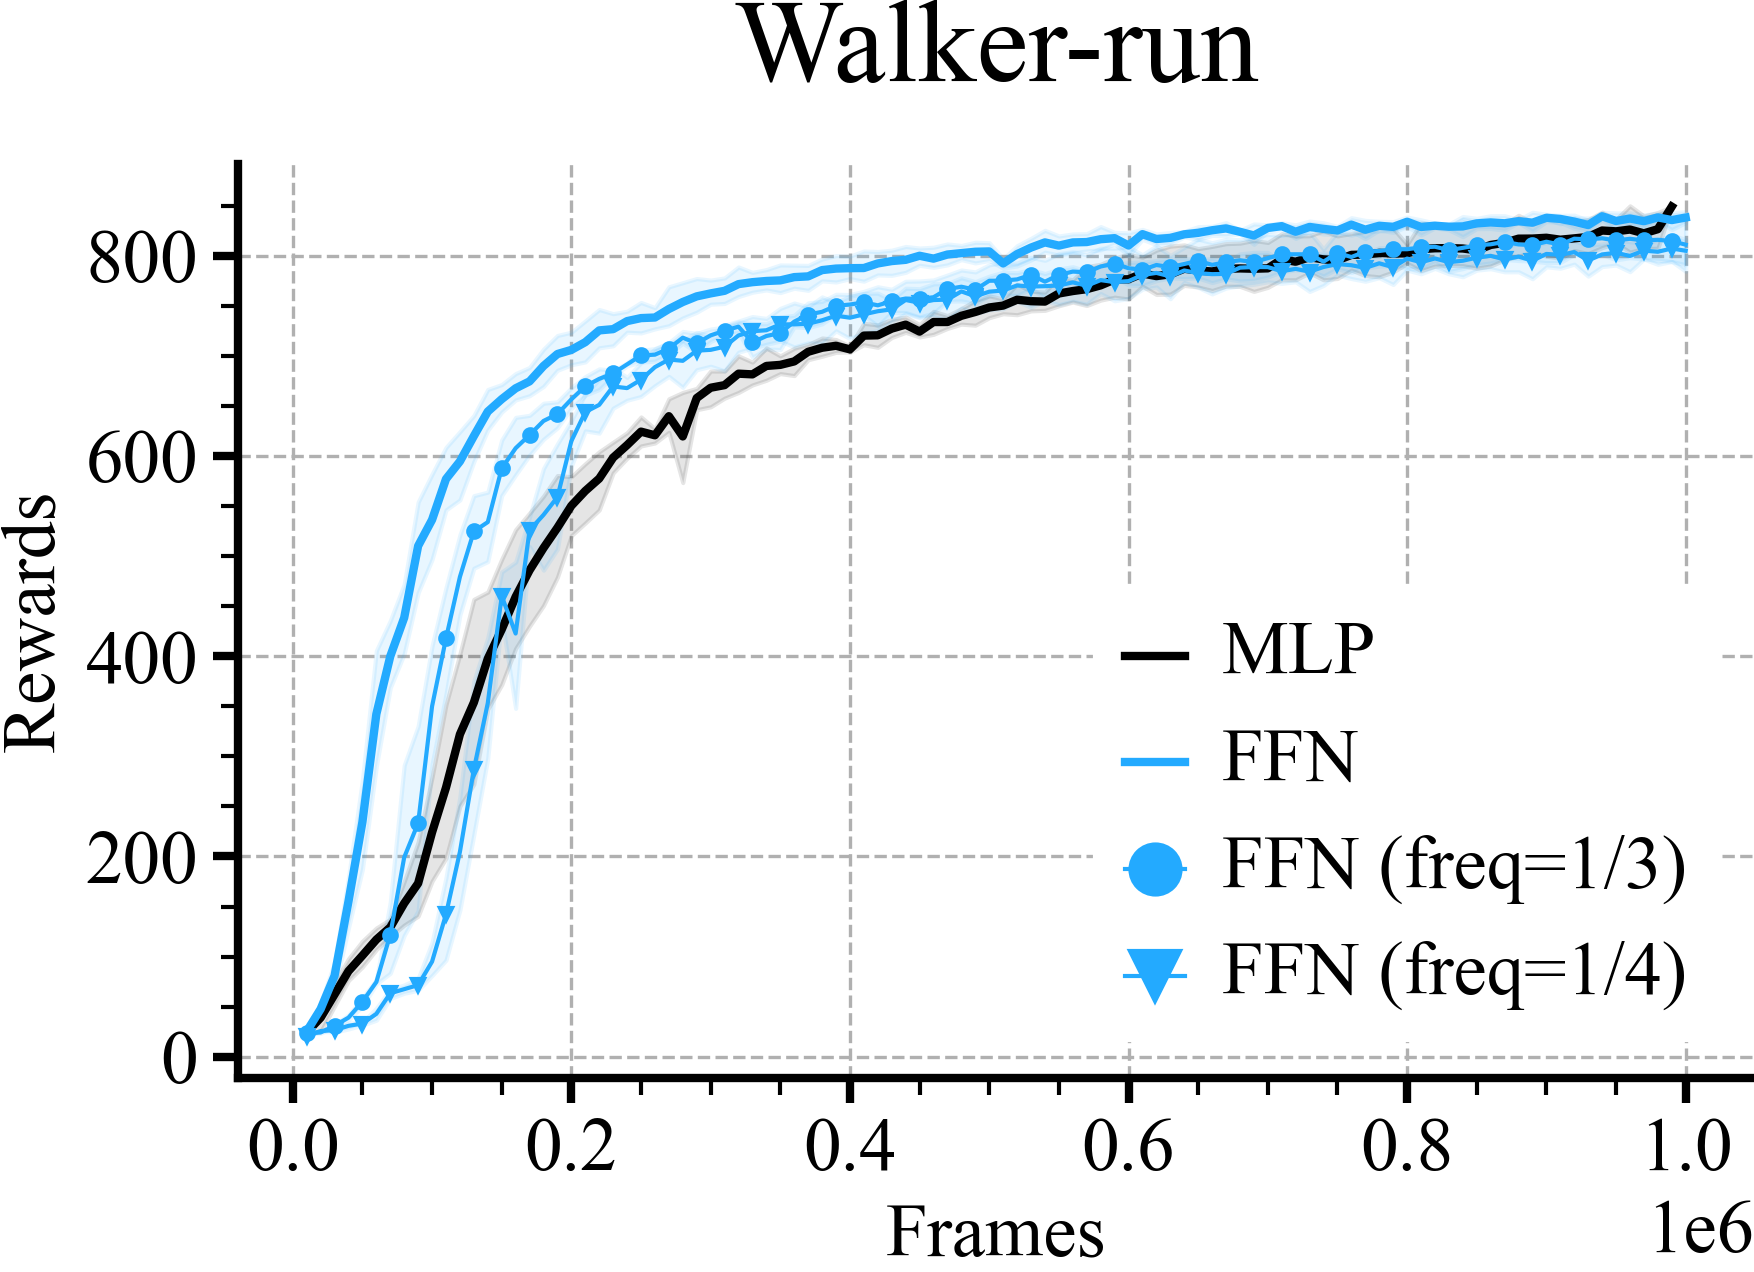 Walker-run
Rewards
800
600
400
200
0
MLP
FFN
FFN (freq=1/3)
FFN (freq=1/4)
0.0 0.2 0.4 0.6 0.8 1.0
1e6
Frames